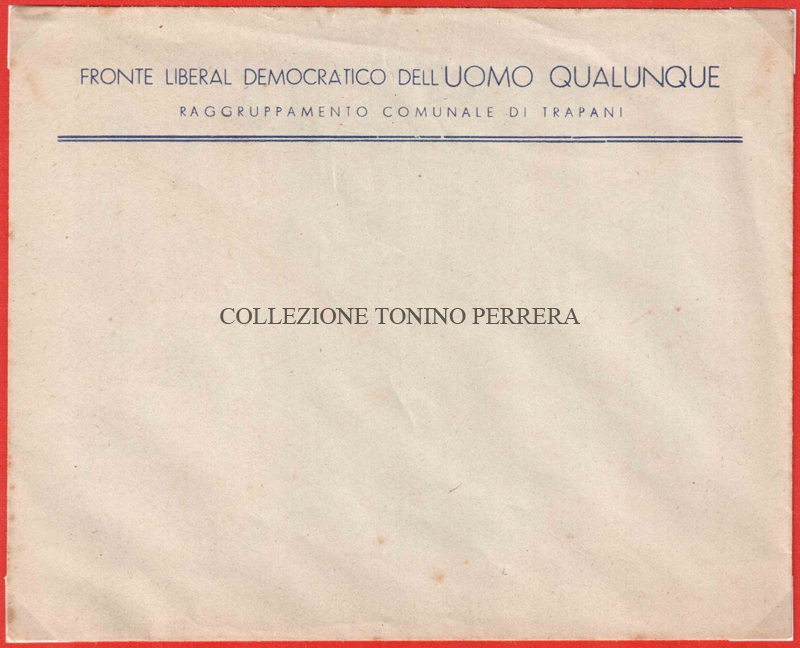 FRONTE LIBERAL DEMOCRATICO DELL'UOMO QUALUNQUE
RAGGRUPPAMENTO COMUNALE DI TRAPANI
COLLEZIONE TONINO PERRERA